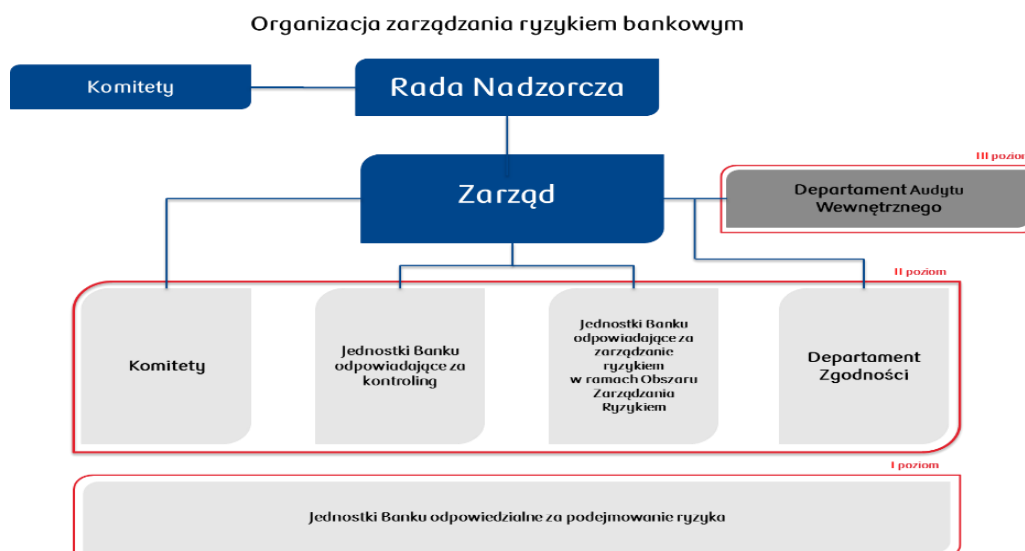 Organizacja zarządzania ryzykiem bankowym
Komitety
Rada Nadzorcza
III poziom
Zarząd
Departament Audytu
Wewnętrznego
II poziom
Komitety
Jednostki Banku
odpowiadające za
kontroling
Jednostki Banku
odpowiadające za
zarządzanie
ryzykiem
w ramach Obszaru
Zarządzania
Ryzykiem
Departament
Zgodności
I poziom
Jednostki Banku odpowiedzialne za podejmowanie ryzyka